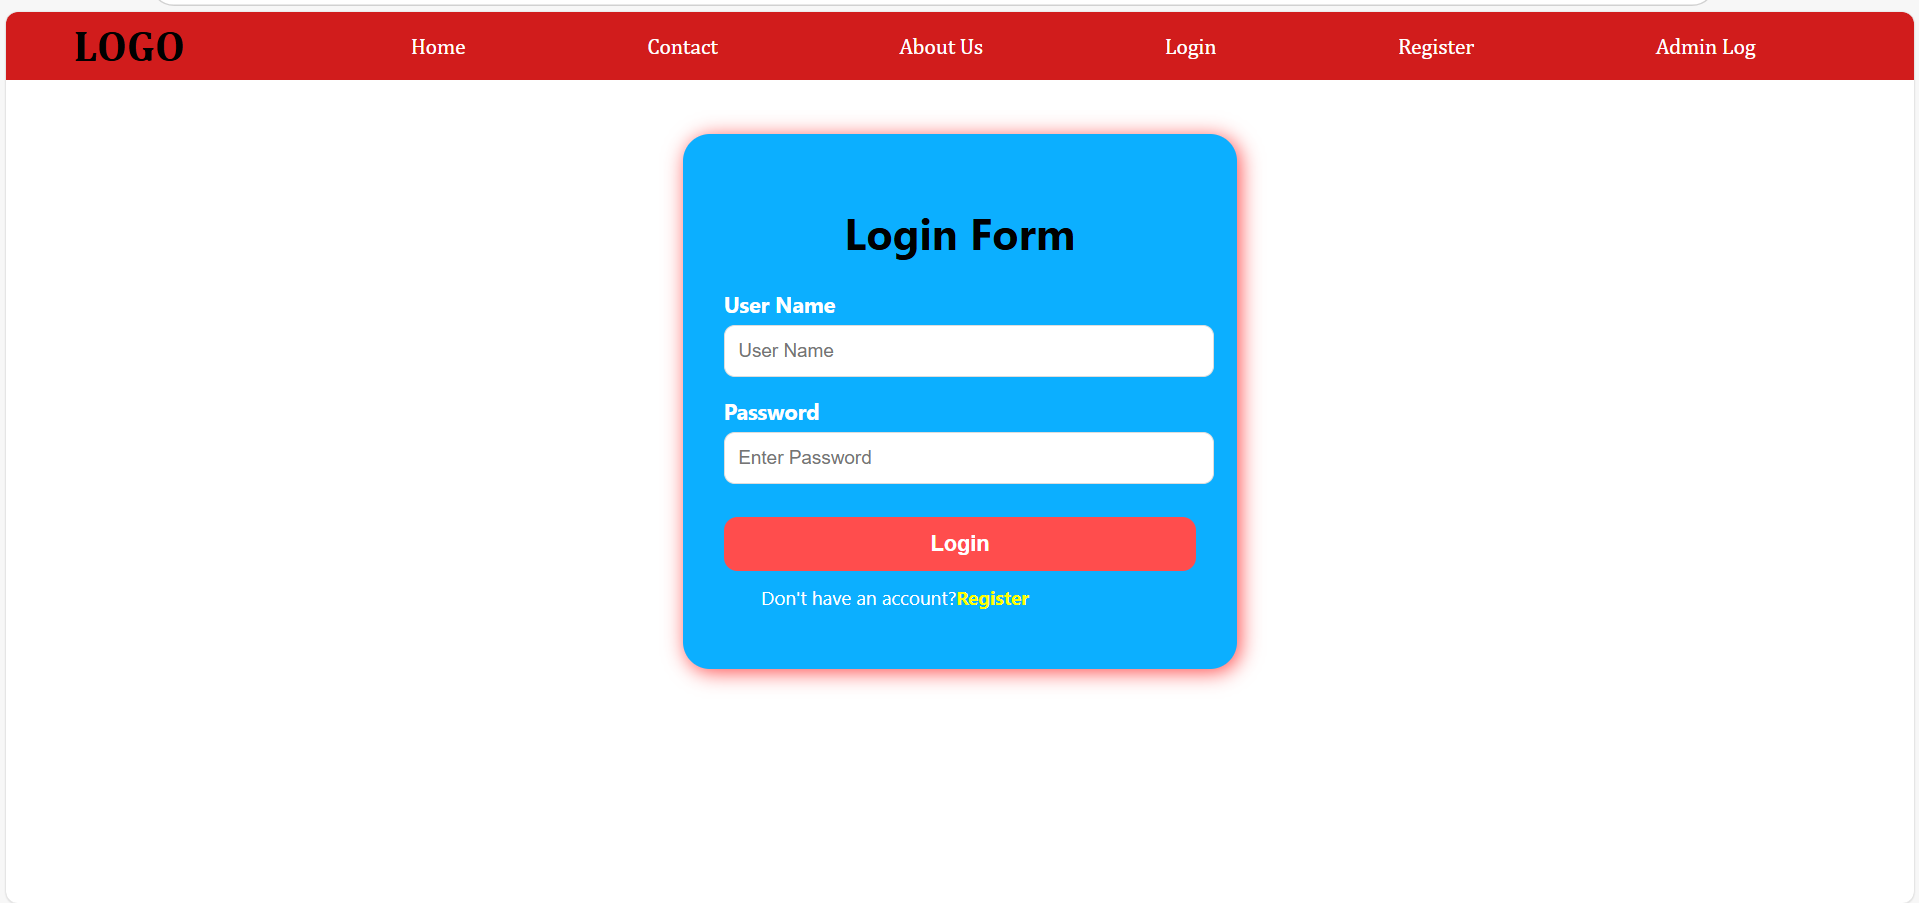 LOGO Home Contact About Us Login Register Admin Log
Login Form
User Name
User Name
Password
Enter Password
Login
Don't have an account?Register